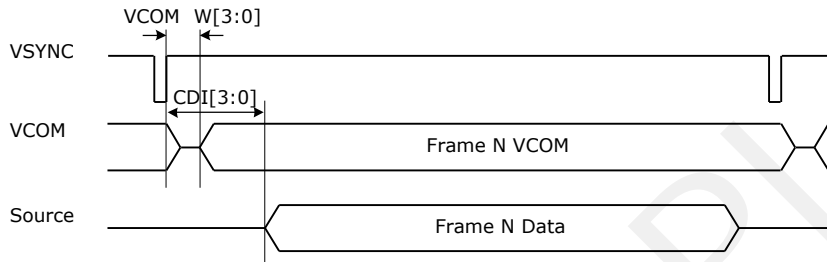 VCOM W[3:0]
VSYNC
CDI[3:0]
VCOM
Frame N VCOM
Source
Frame N Data